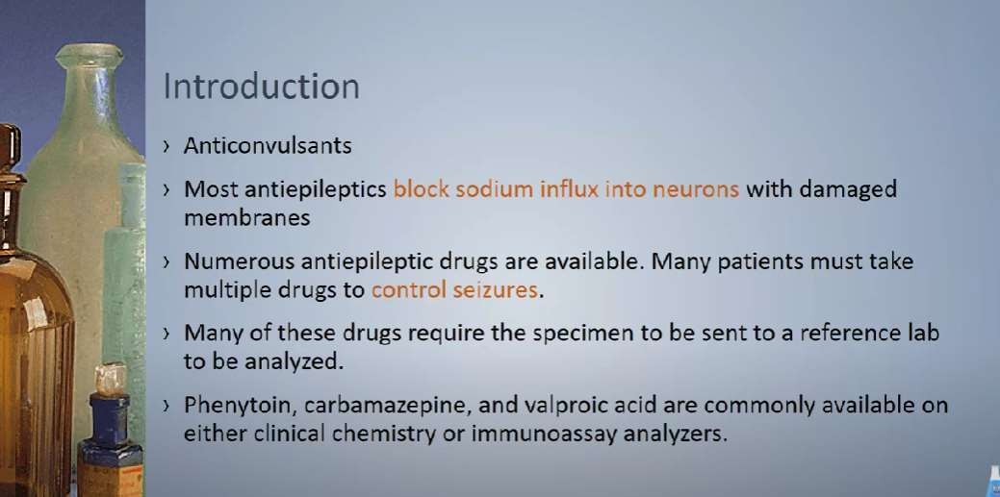 Introduction
› Anticonvulsants
› Most antiepileptics block sodium influx into neurons with damaged
membranes
› Numerous antiepileptic drugs are available. Many patients must take
multiple drugs to control seizures.
› Many of these drugs require the specimen to be sent to a reference lab
to be analyzed.
› Phenytoin, carbamazepine, and valproic acid are commonly available on
either clinical chemistry or immunoassay analyzers.